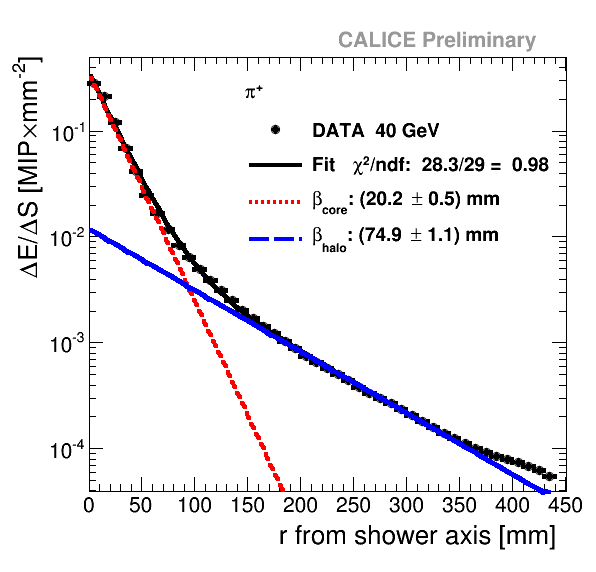 CALICE Preliminary
π⁺
DATA 40 GeV
Fit χ²/ndf: 28.3/29 = 0.98
β_core: (20.2 ± 0.5) mm
β_halo: (74.9 ± 1.1) mm
ΔE/ΔS [MIP×mm⁻²]
10⁻¹
10⁻²
10⁻³
10⁻⁴
0 50 100 150 200 250 300 350 400 450
r from shower axis [mm]